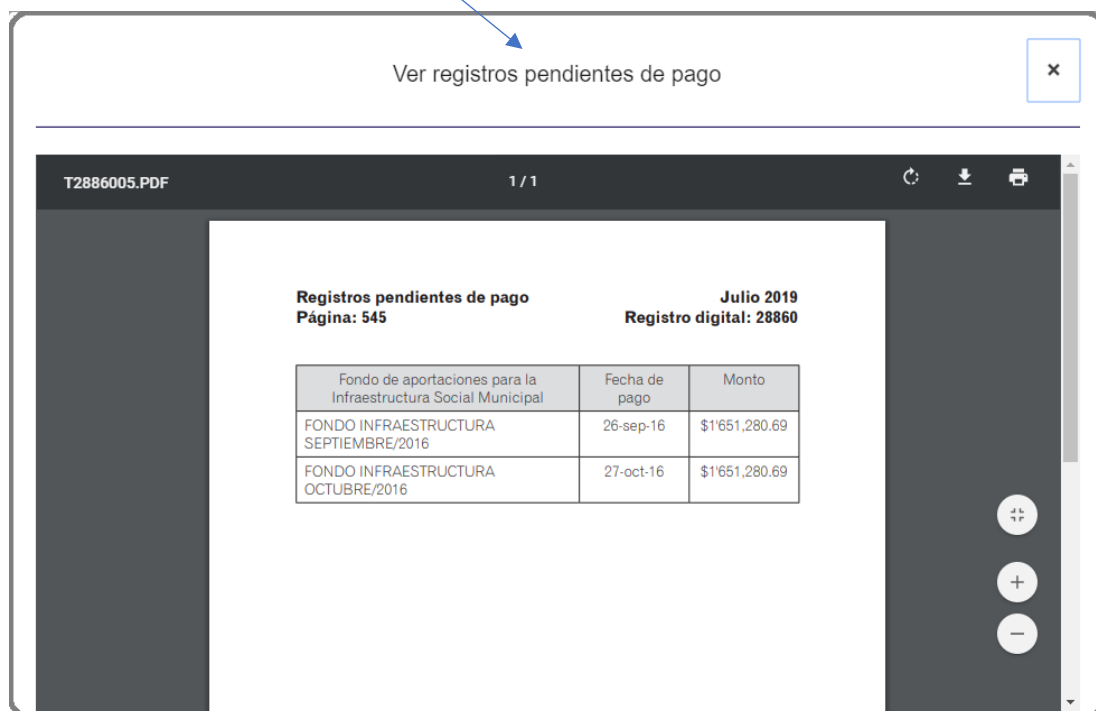 Ver registros pendientes de pago
×
T2886005.PDF 1 / 1
Registros pendientes de pago Julio 2019
Página: 545 Registro digital: 28860
Fondo de aportaciones para la Fecha de Monto
Infraestructura Social Municipal pago
FONDO INFRAESTRUCTURA 26-sep-16 $1'651,280.69
SEPTIEMBRE/2016
FONDO INFRAESTRUCTURA 27-oct-16 $1'651,280.69
OCTUBRE/2016